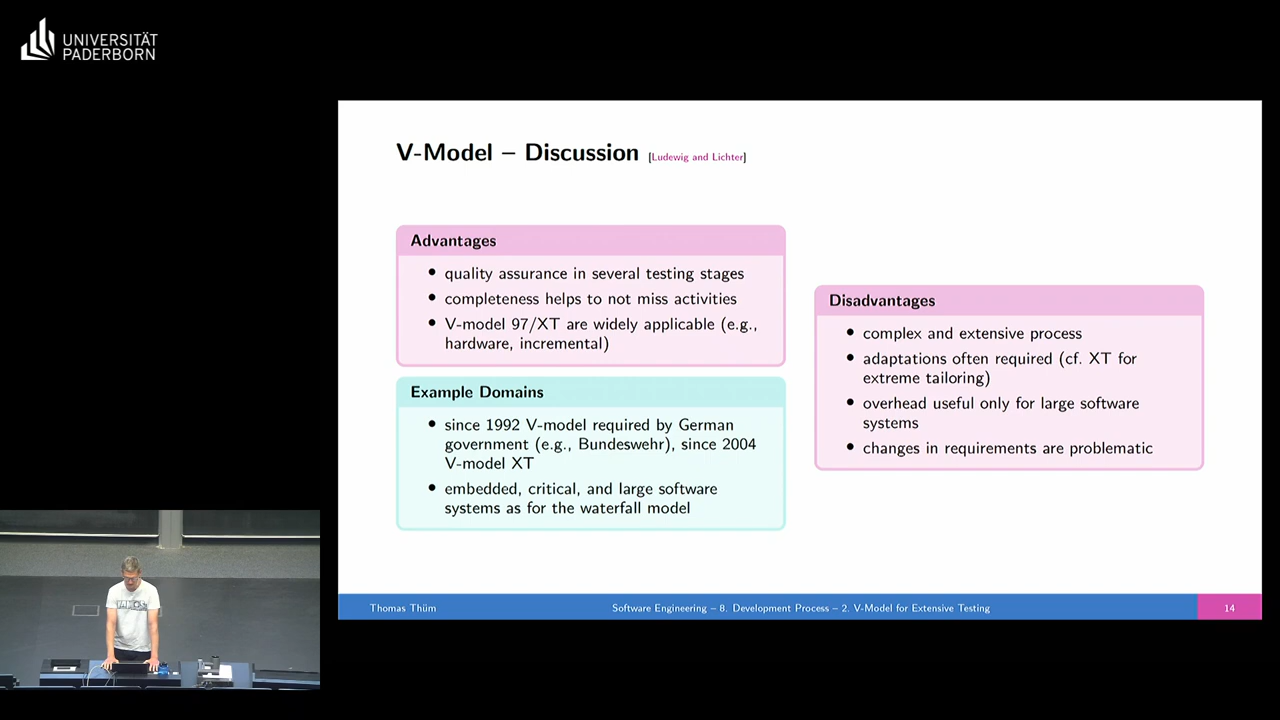 UNIVERSITÄT
PADERBORN
V-Model – Discussion [Ludewig and Lichter]
Advantages
• quality assurance in several testing stages
• completeness helps to not miss activities
• V-model 97/XT are widely applicable (e.g.,
hardware, incremental)
Example Domains
• since 1992 V-model required by German
government (e.g., Bundeswehr), since 2004
V-model XT
• embedded, critical, and large software
systems as for the waterfall model
Disadvantages
• complex and extensive process
• adaptations often required (cf. XT for
extreme tailoring)
• overhead useful only for large software
systems
• changes in requirements are problematic
Thomas Thüm
Software Engineering – 8. Development Process – 2. V-Model for Extensive Testing
14